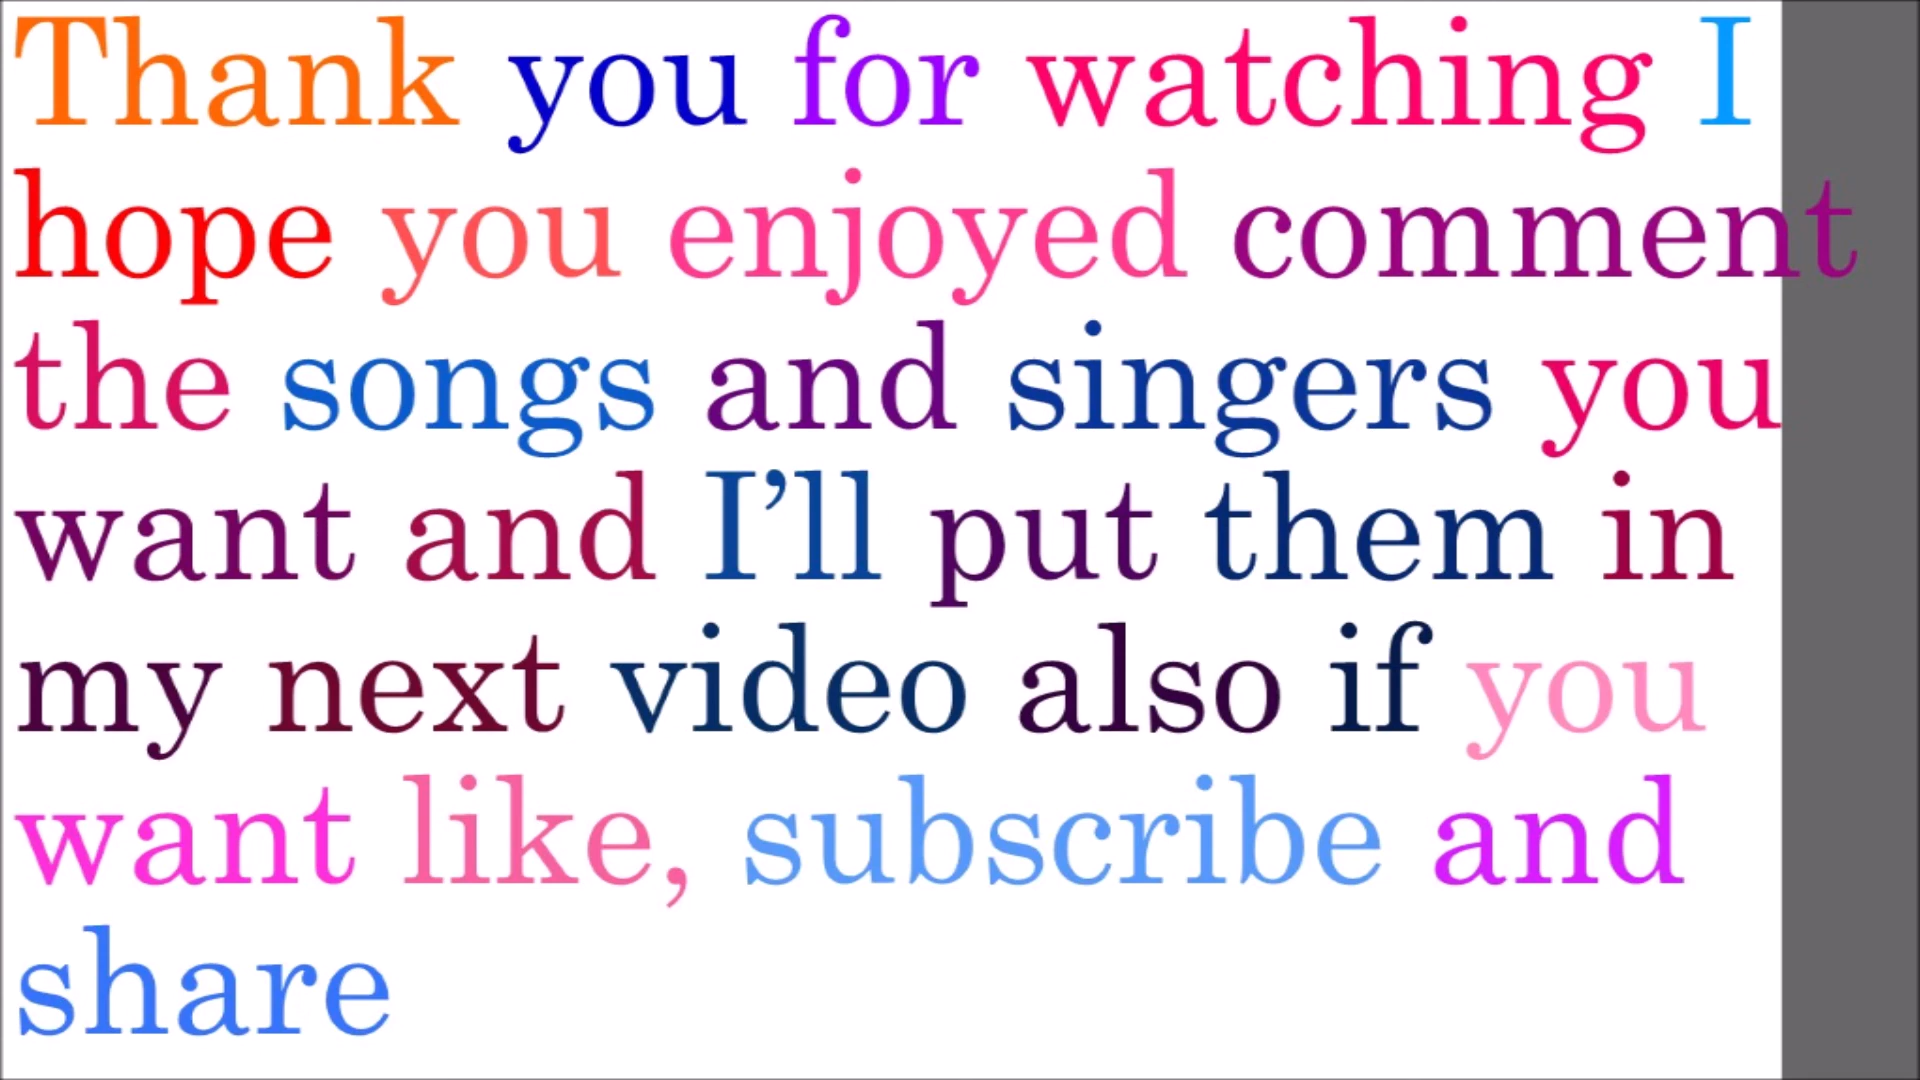 Thank you for watching I
hope you enjoyed comment
the songs and singers you
want and I’ll put them in
my next video also if you
want like, subscribe and
share